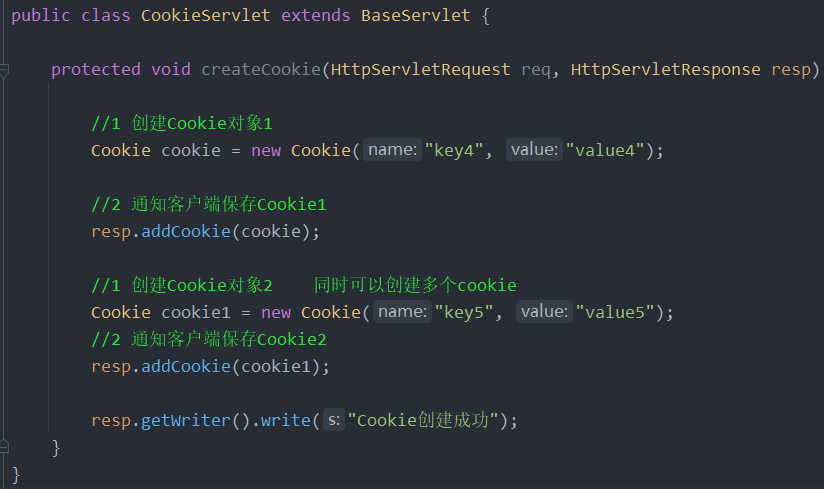 public class CookieServlet extends BaseServlet {
protected void createCookie(HttpServletRequest req, HttpServletResponse resp)
//1 创建Cookie对象1
Cookie cookie = new Cookie( name: "key4", value: "value4");
//2 通知客户端保存Cookie1
resp.addCookie(cookie);
//1 创建Cookie对象2    同时可以创建多个cookie
Cookie cookie1 = new Cookie( name: "key5", value: "value5");
//2 通知客户端保存Cookie2
resp.addCookie(cookie1);
resp.getWriter().write( s: "Cookie创建成功");
}
}